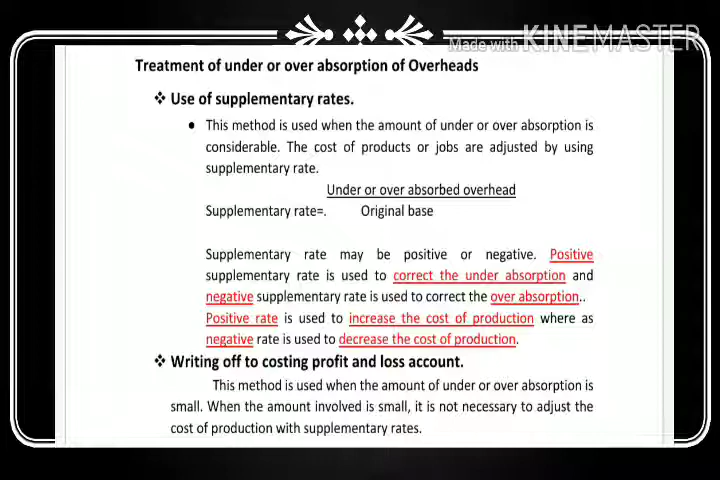 Made with KINEMASTER
Treatment of under or over absorption of Overheads
❖ Use of supplementary rates.
• This method is used when the amount of under or over absorption is
considerable. The cost of products or jobs are adjusted by using
supplementary rate.
Under or over absorbed overhead
Supplementary rate=. Original base
Supplementary rate may be positive or negative. Positive
supplementary rate is used to correct the under absorption and
negative supplementary rate is used to correct the over absorption..
Positive rate is used to increase the cost of production where as
negative rate is used to decrease the cost of production.
❖ Writing off to costing profit and loss account.
This method is used when the amount of under or over absorption is
small. When the amount involved is small, it is not necessary to adjust the
cost of production with supplementary rates.